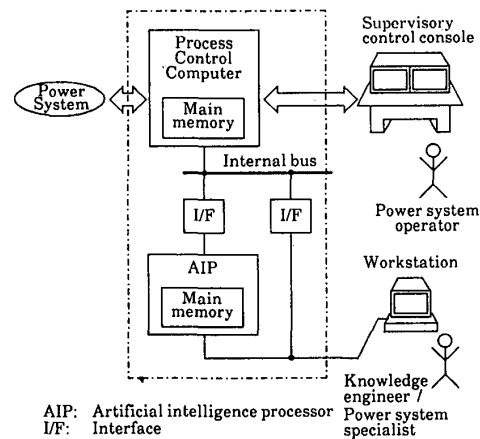 Supervisory
control console
Process
Control
Computer
Power
System
Main
memory
Internal bus
I/F
I/F
Power system
operator
AIP
Workstation
Main
memory
Knowledge
engineer /
Power system
specialist
AIP: Artificial intelligence processor
I/F: Interface